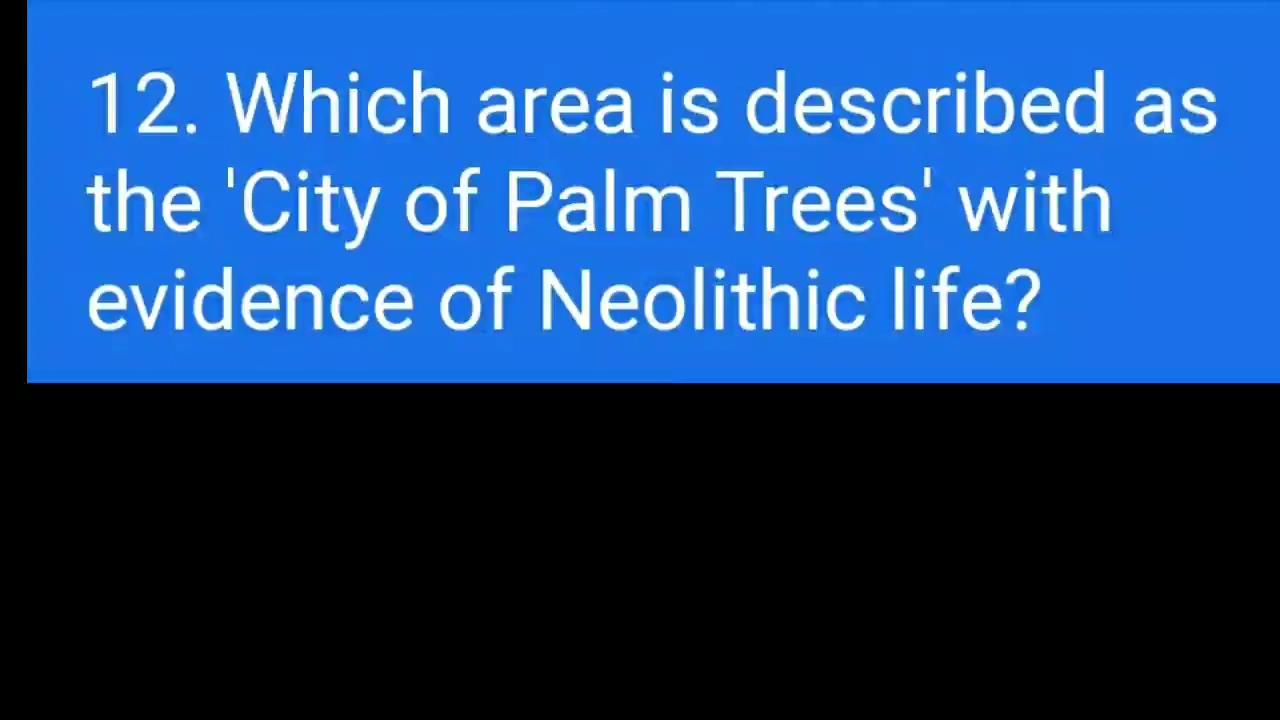 12. Which area is described as
the 'City of Palm Trees' with
evidence of Neolithic life?